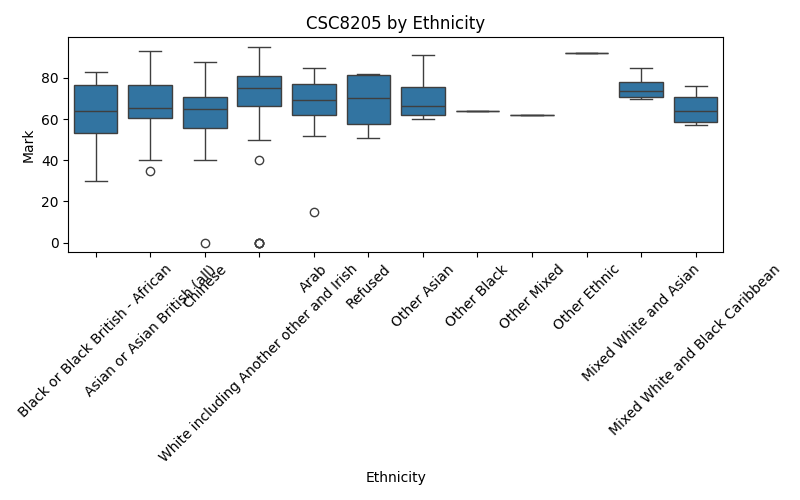 CSC8205 by Ethnicity
Mark
80
60
40
20
0
Black or Black British - African
Asian or Asian British (all)
Chinese
White including Another other and Irish
Arab
Refused
Other Asian
Other Black
Other Mixed
Other Ethnic
Mixed White and Asian
Mixed White and Black Caribbean
Ethnicity